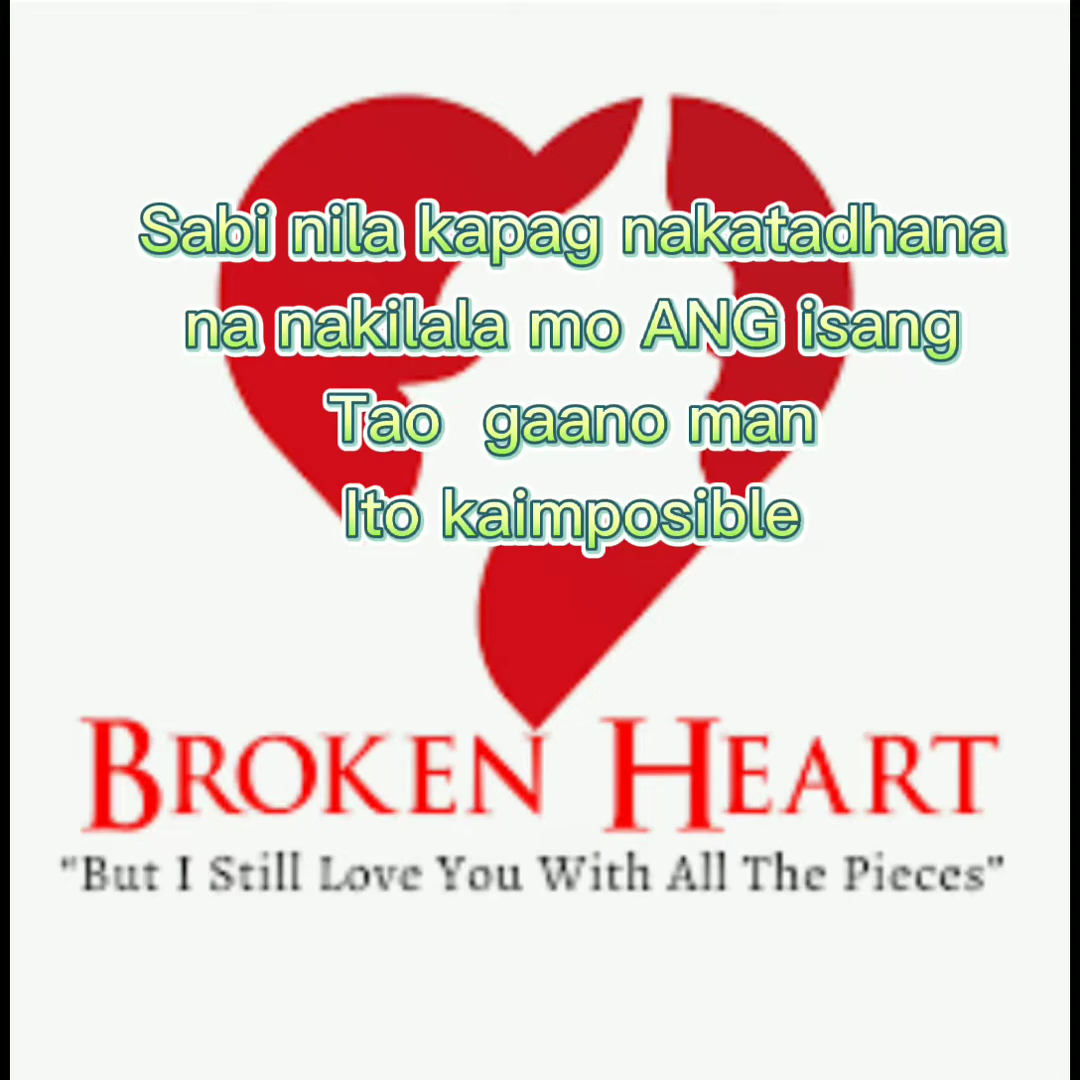 Sabi nila kapag nakatadhana
na nakilala mo ANG isang
Tao gaano man
Ito kaimposible
BROKEN HEART
"But I Still Love You With All The Pieces"